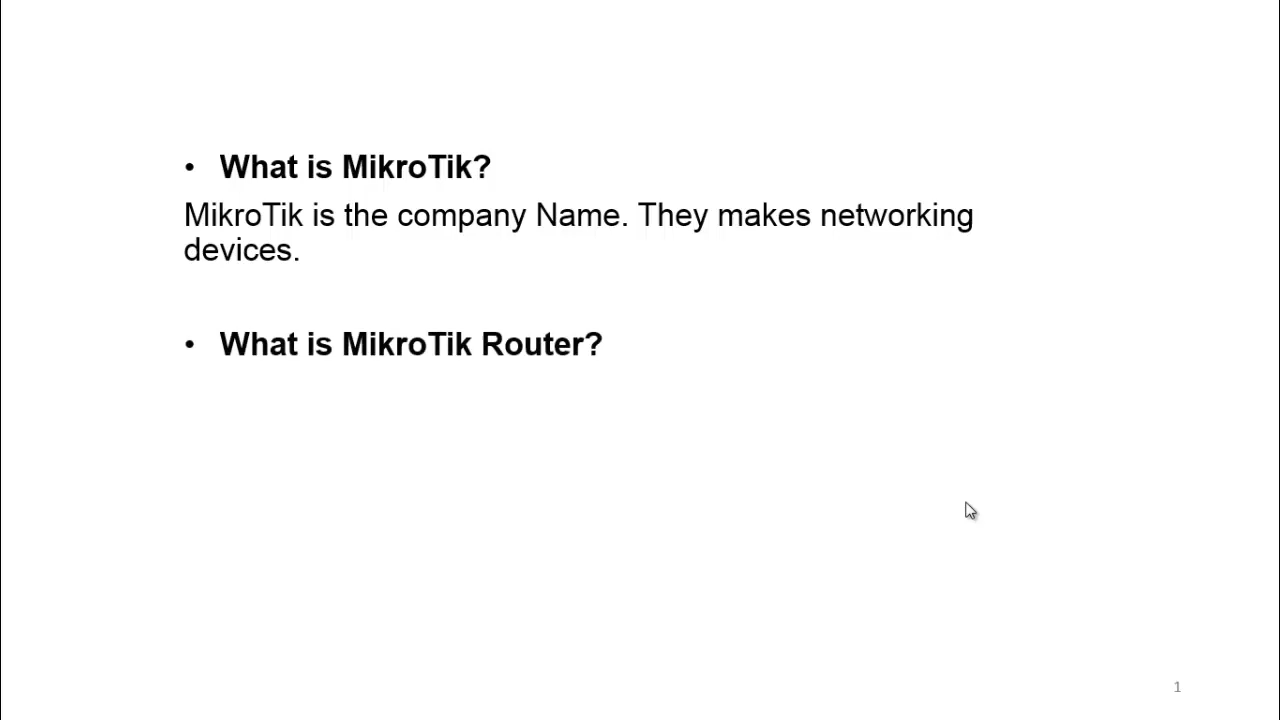 • What is MikroTik?
MikroTik is the company Name. They makes networking
devices.
• What is MikroTik Router?
1